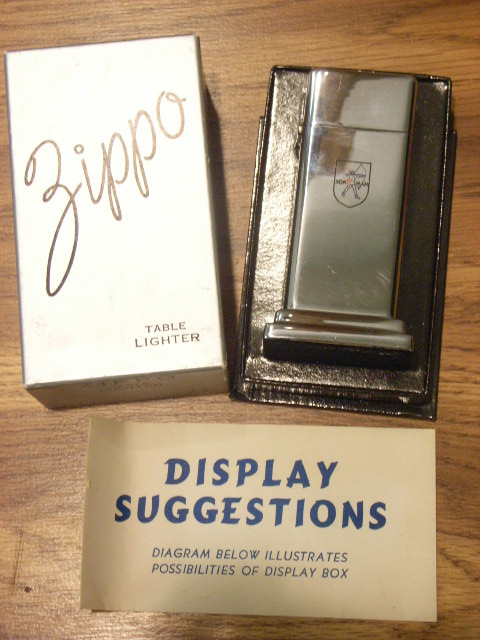 Zippo
TABLE
LIGHTER
DISPLAY
SUGGESTIONS
DIAGRAM BELOW ILLUSTRATES
POSSIBILITIES OF DISPLAY BOX